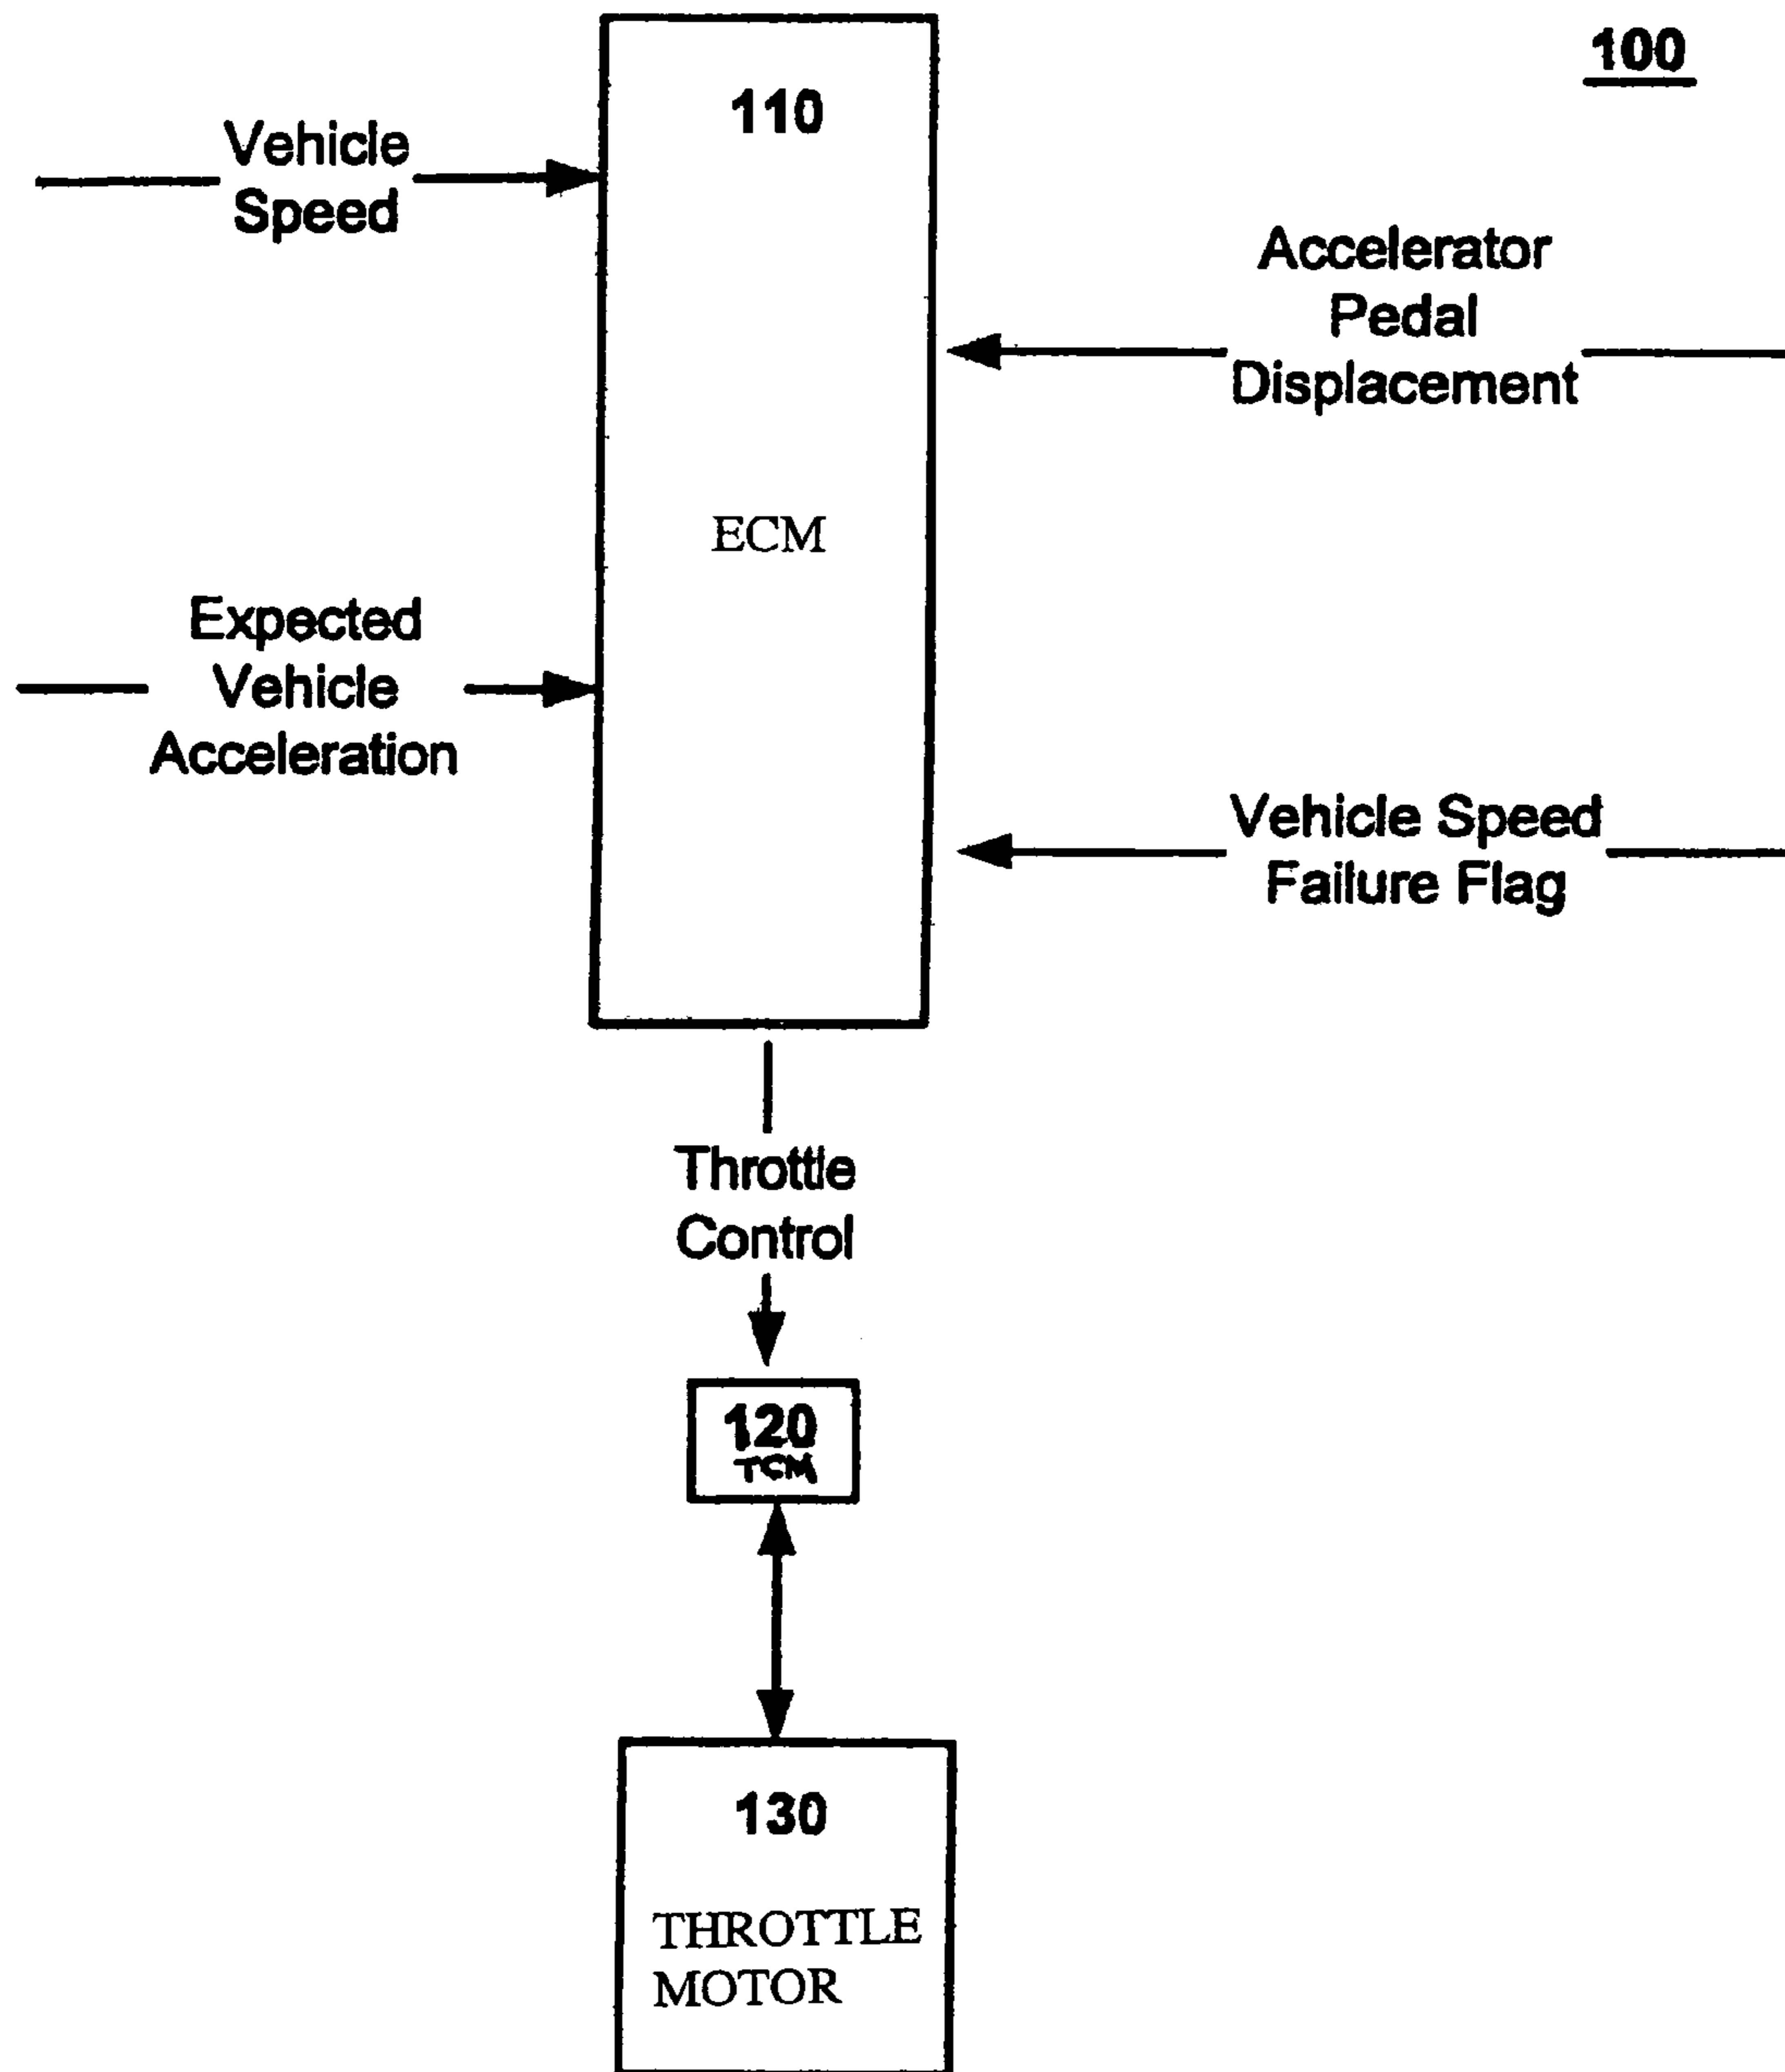 100
110
Vehicle
Speed
Accelerator
Pedal
Displacement
ECM
Expected
Vehicle
Acceleration
Vehicle Speed
Failure Flag
Throttle
Control
120
TCM
130
THROTTLE
MOTOR